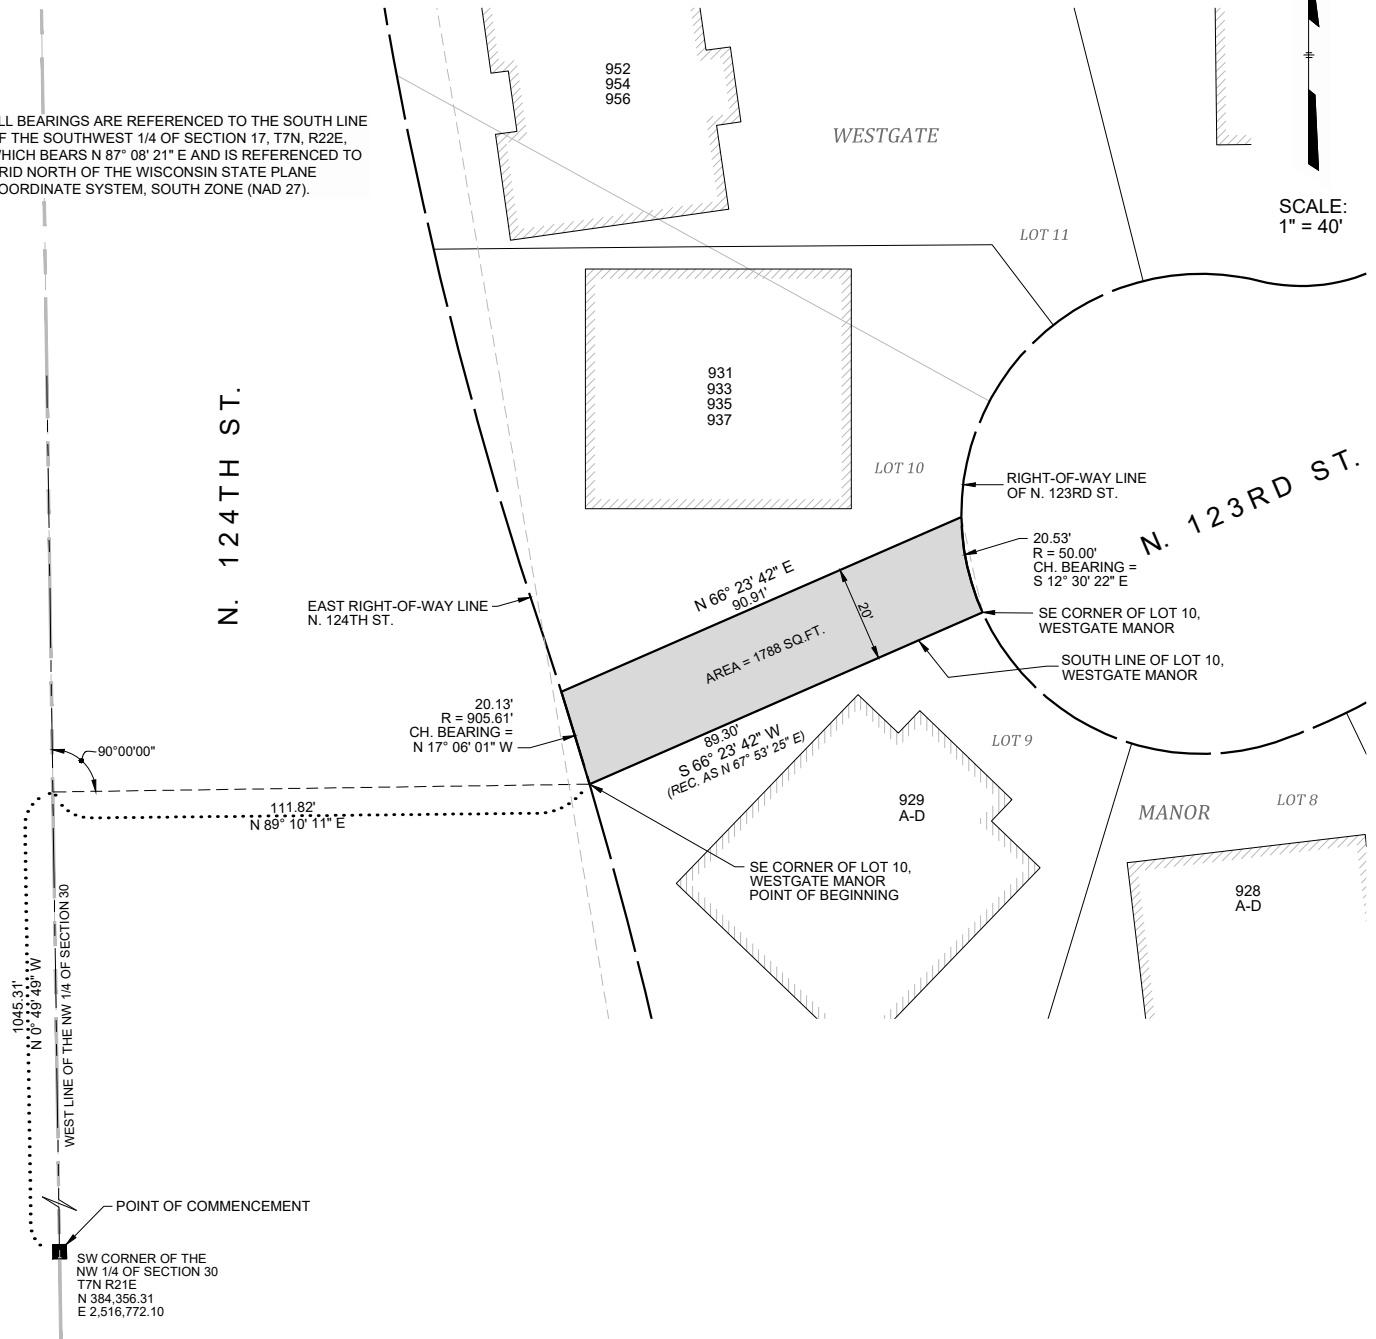 952
954
956
LL BEARINGS ARE REFERENCED TO THE SOUTH LINE
F THE SOUTHWEST 1/4 OF SECTION 17, T7N, R22E,
WHICH BEARS N 87° 08' 21" E AND IS REFERENCED TO
RID NORTH OF THE WISCONSIN STATE PLANE
OORDINATE SYSTEM, SOUTH ZONE (NAD 27).
WESTGATE
SCALE:
1" = 40'
LOT 11
931
933
935
937
N. 124TH ST.
LOT 10
RIGHT-OF-WAY LINE
OF N. 123RD ST.
N. 123RD ST.
20.53'
R = 50.00'
CH. BEARING =
S 12° 30' 22" E
N 66° 23' 42" E
90.91'
20'
EAST RIGHT-OF-WAY LINE
N. 124TH ST.
SE CORNER OF LOT 10,
WESTGATE MANOR
AREA = 1788 SQ.FT.
SOUTH LINE OF LOT 10,
WESTGATE MANOR
20.13'
R = 905.61'
CH. BEARING =
N 17° 06' 01" W
89.30'
S 66° 23' 42" W
(REC. AS N 67° 53' 25" E)
90°00'00"
LOT 9
929
A-D
MANOR
LOT 8
111.82'
N 89° 10' 11" E
SE CORNER OF LOT 10,
WESTGATE MANOR
POINT OF BEGINNING
928
A-D
1045.31'
N 0° 49' 49" W
WEST LINE OF THE NW 1/4 OF SECTION 30
POINT OF COMMENCEMENT
SW CORNER OF THE
NW 1/4 OF SECTION 30
T7N R21E
N 384,356.31
E 2,516,772.10